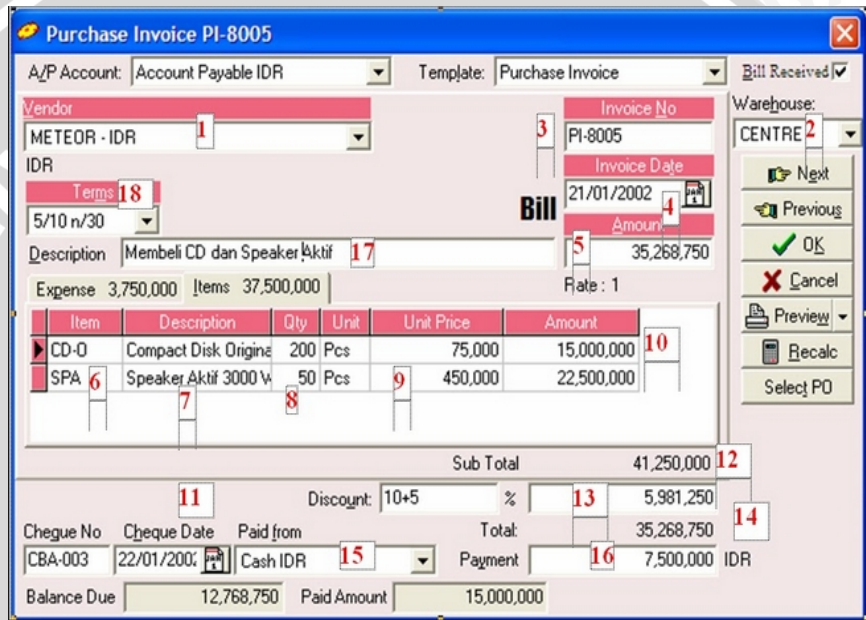 Purchase Invoice PI-8005
A/P Account: Account Payable IDR Template: Purchase Invoice Bill Received
Vendor Invoice No Warehouse:
METEOR - IDR 1 3 PI-8005 CENTRE 2
IDR Invoice Date Next
Terms 18 21/01/2002 JAN 1 4 Previous
5/10 n/30 Bill Amount
Description Membeli CD dan Speaker Aktif 17 5 35,268,750 OK
Expense 3,750,000 Items 37,500,000 Rate : 1 Cancel
Item Description Qty Unit Unit Price Amount Preview
CD-O Compact Disk Origina 200 Pcs 75,000 15,000,000 10 Recalc
SPA 6 Speaker Aktif 3000 W 50 Pcs 9 450,000 22,500,000 Select PO
7 8
Sub Total 41,250,000 12
11 Discount: 10+5 % 13 5,981,250
Total: 35,268,750 14
Cheque No Cheque Date Paid from
CBA-003 22/01/2002 Cash IDR 15 Payment 16 7,500,000 IDR
Balance Due 12,768,750 Paid Amount 15,000,000